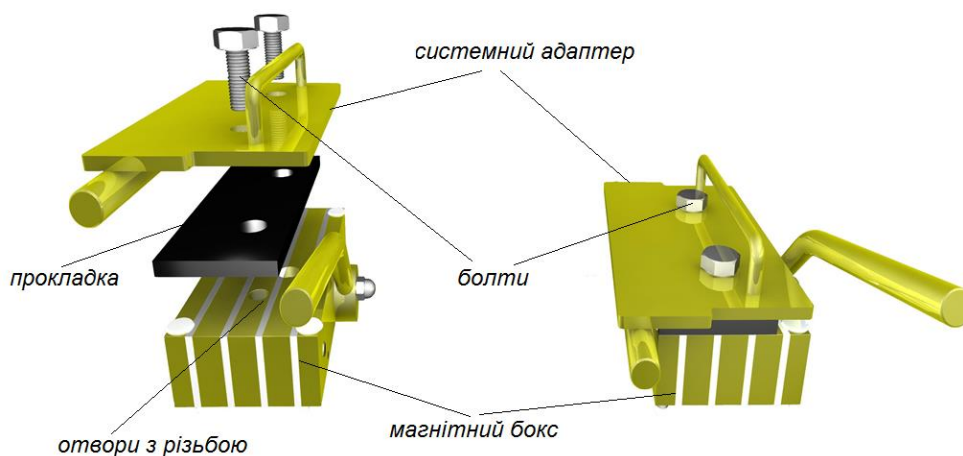 системний адаптер
прокладка
болти
отвори з різьбою
магнітний бокс